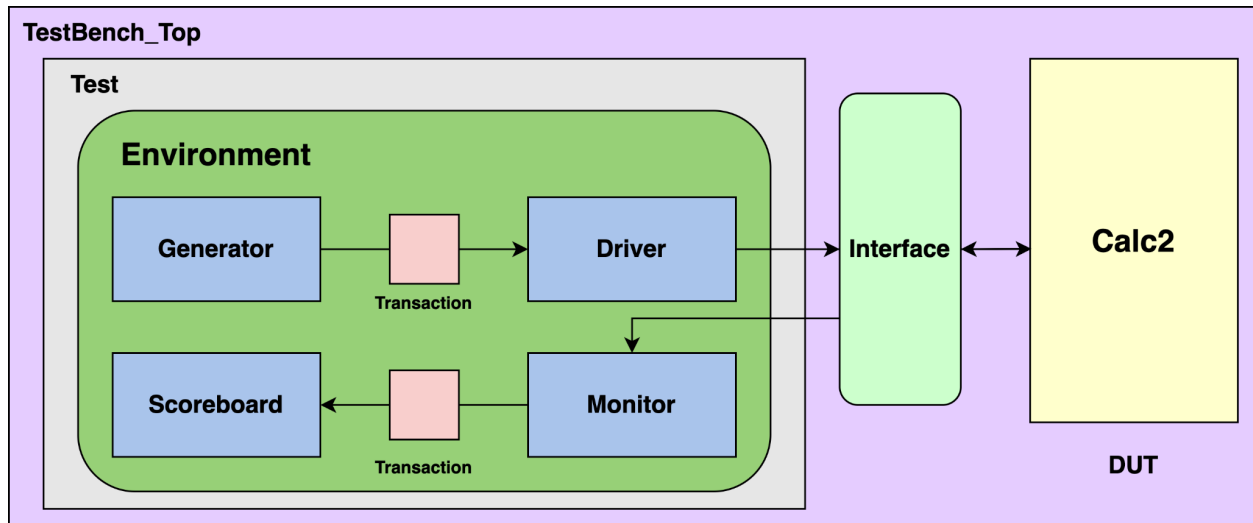 TestBench_Top
Test
Environment
Generator
Transaction
Driver
Interface
Calc2
Scoreboard
Transaction
Monitor
DUT